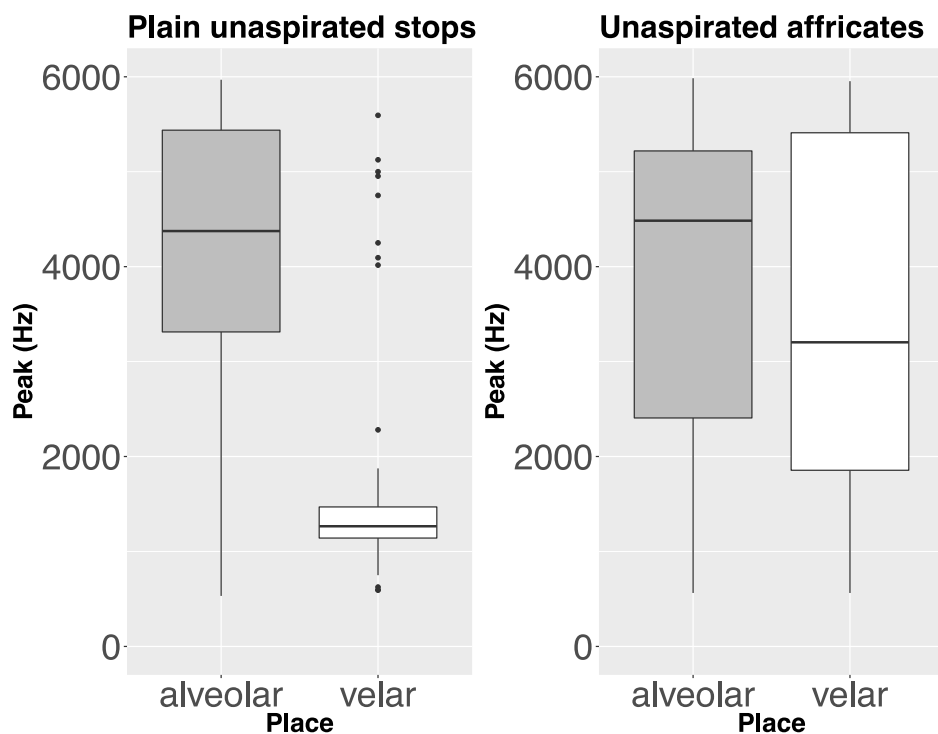 Plain unaspirated stops
Peak (Hz)
6000
4000
2000
0
alveolar velar
Place
Unaspirated affricates
Peak (Hz)
6000
4000
2000
0
alveolar velar
Place